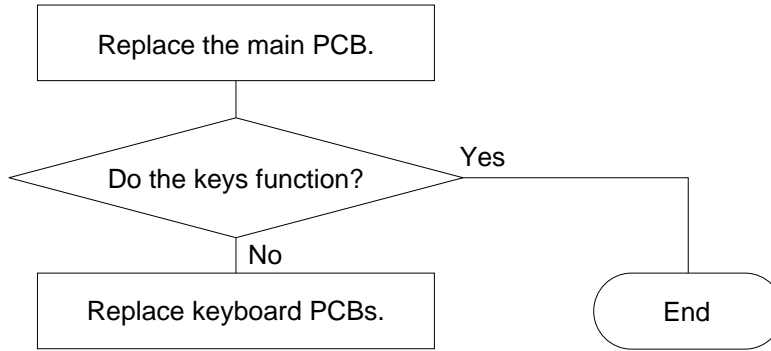 Replace the main PCB.
Do the keys function?
Yes
No
Replace keyboard PCBs.
End